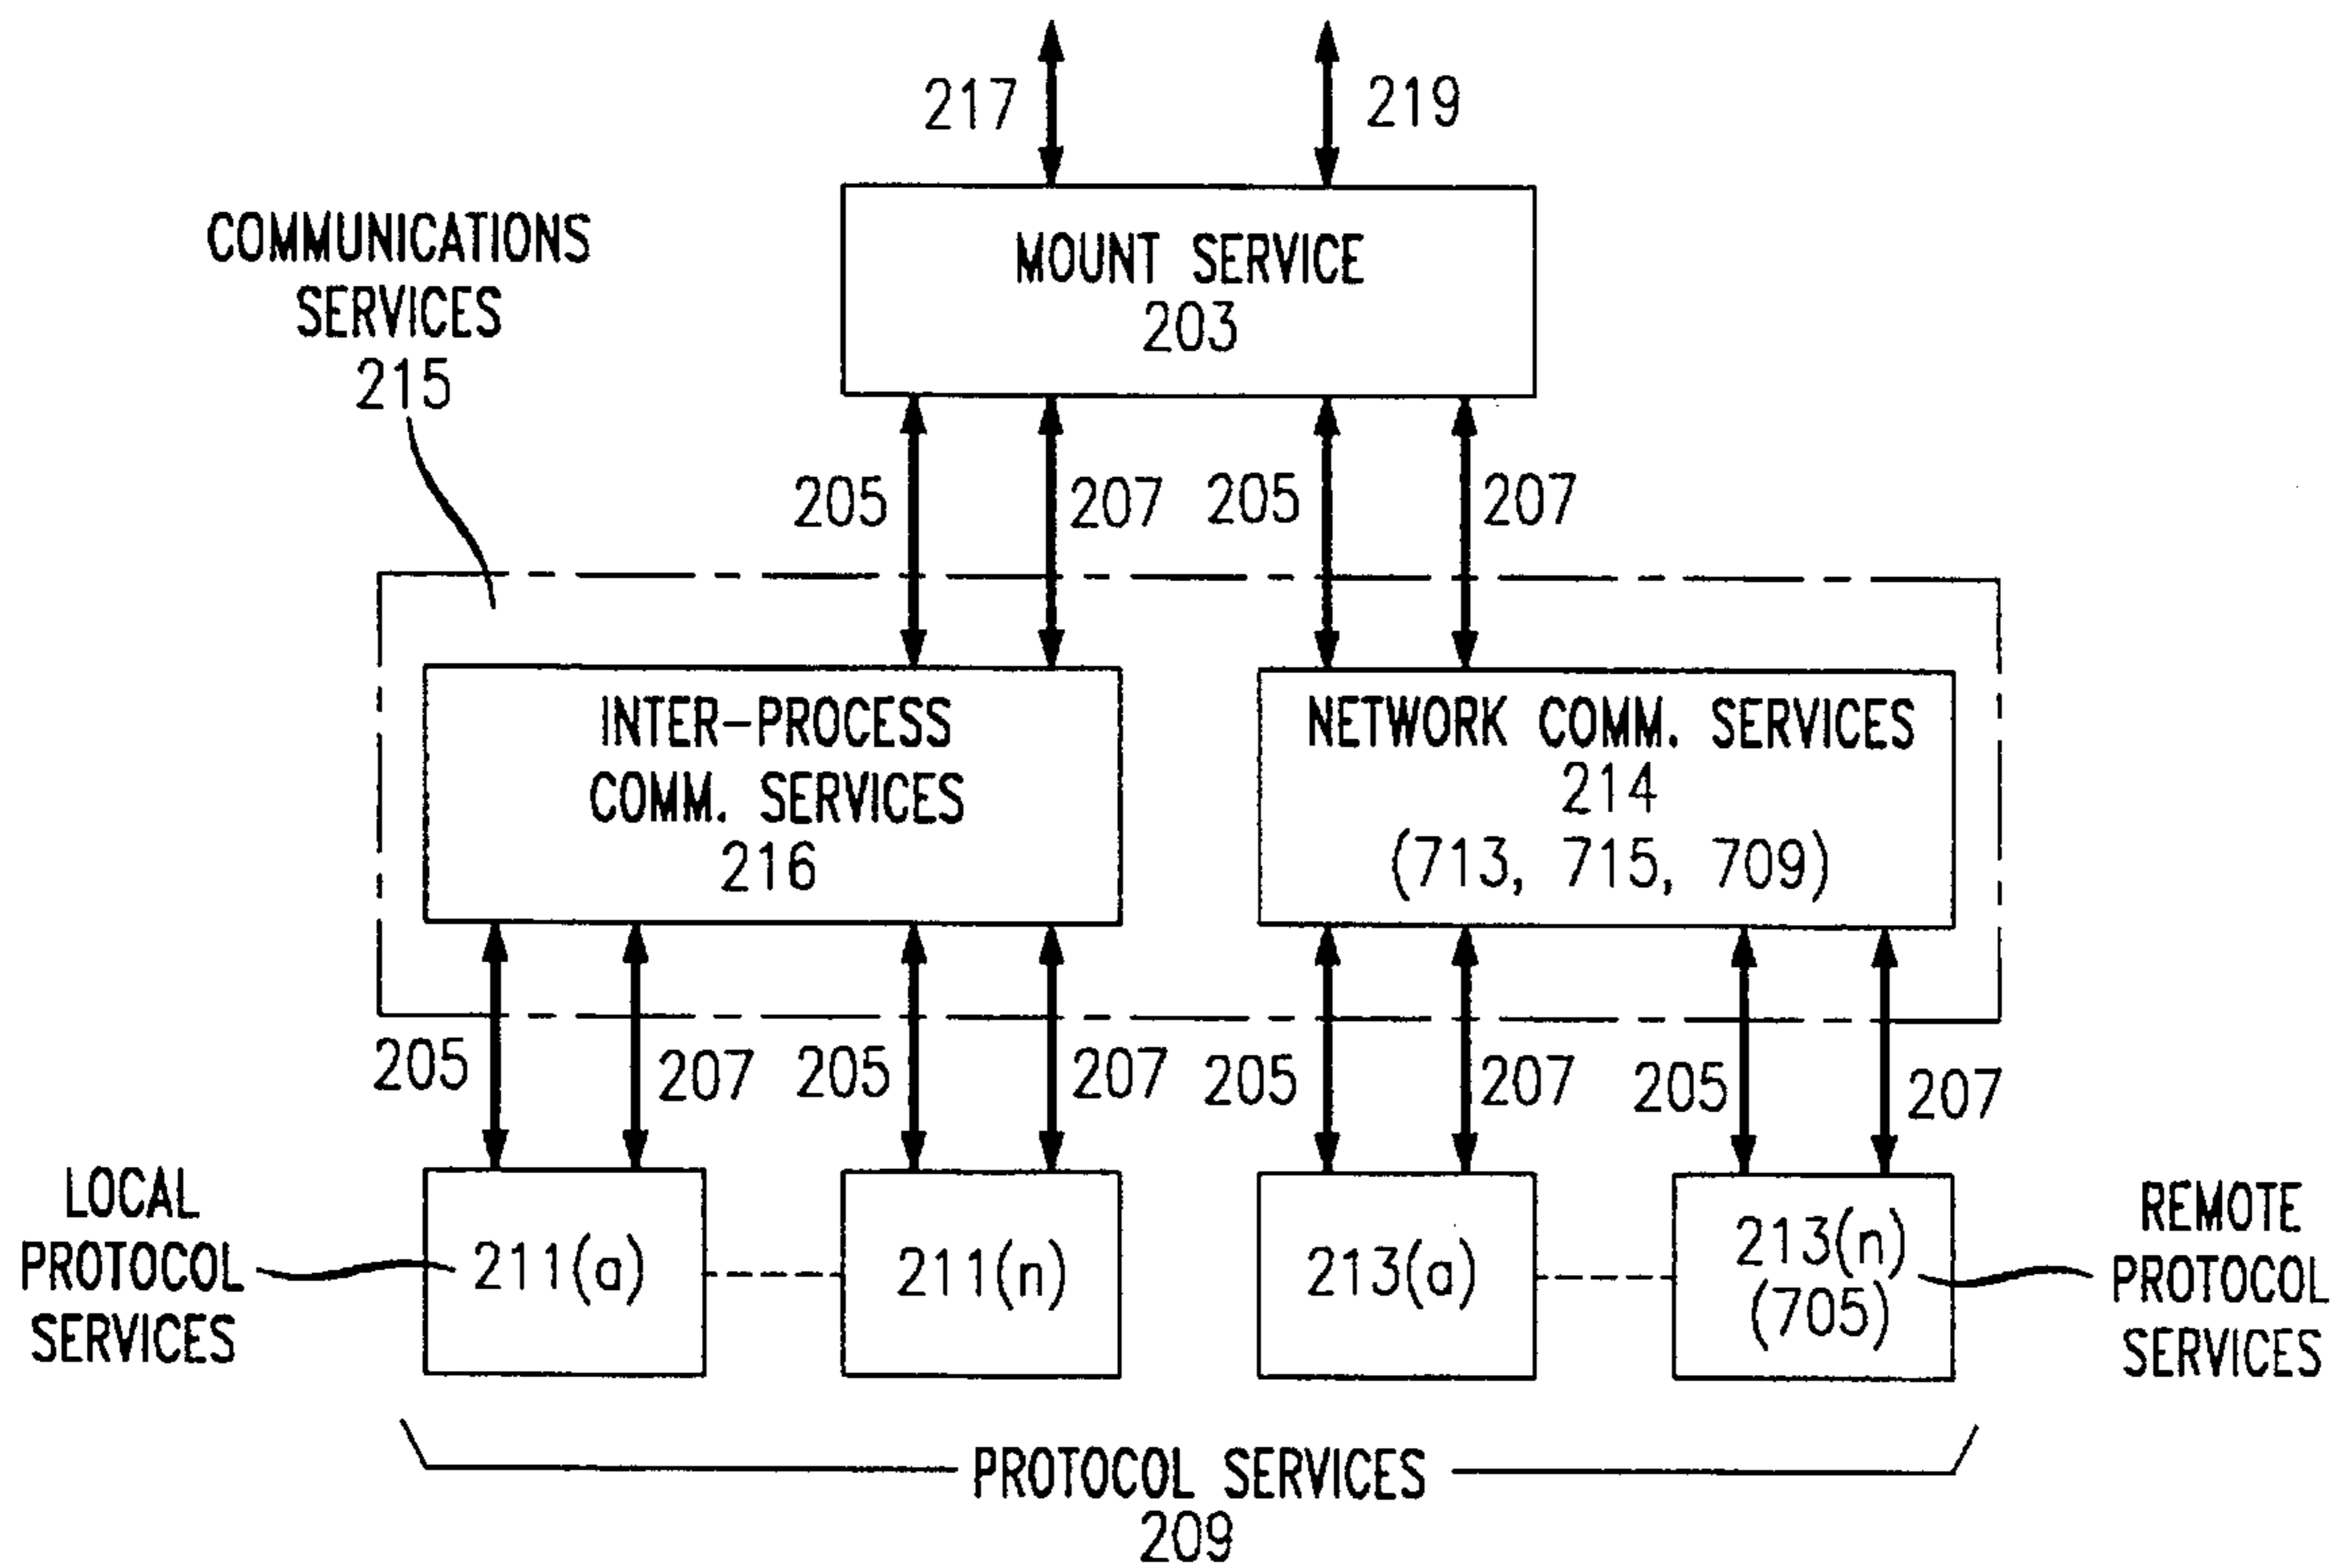 217
219
COMMUNICATIONS
SERVICES
215
MOUNT SERVICE
203
205
207
205
207
INTER-PROCESS
COMM. SERVICES
216
NETWORK COMM. SERVICES
214
(713, 715, 709)
205
207
205
207
205
207
205
207
LOCAL
PROTOCOL
SERVICES
211(a)
211(n)
213(a)
213(n)
(705)
REMOTE
PROTOCOL
SERVICES
PROTOCOL SERVICES
209